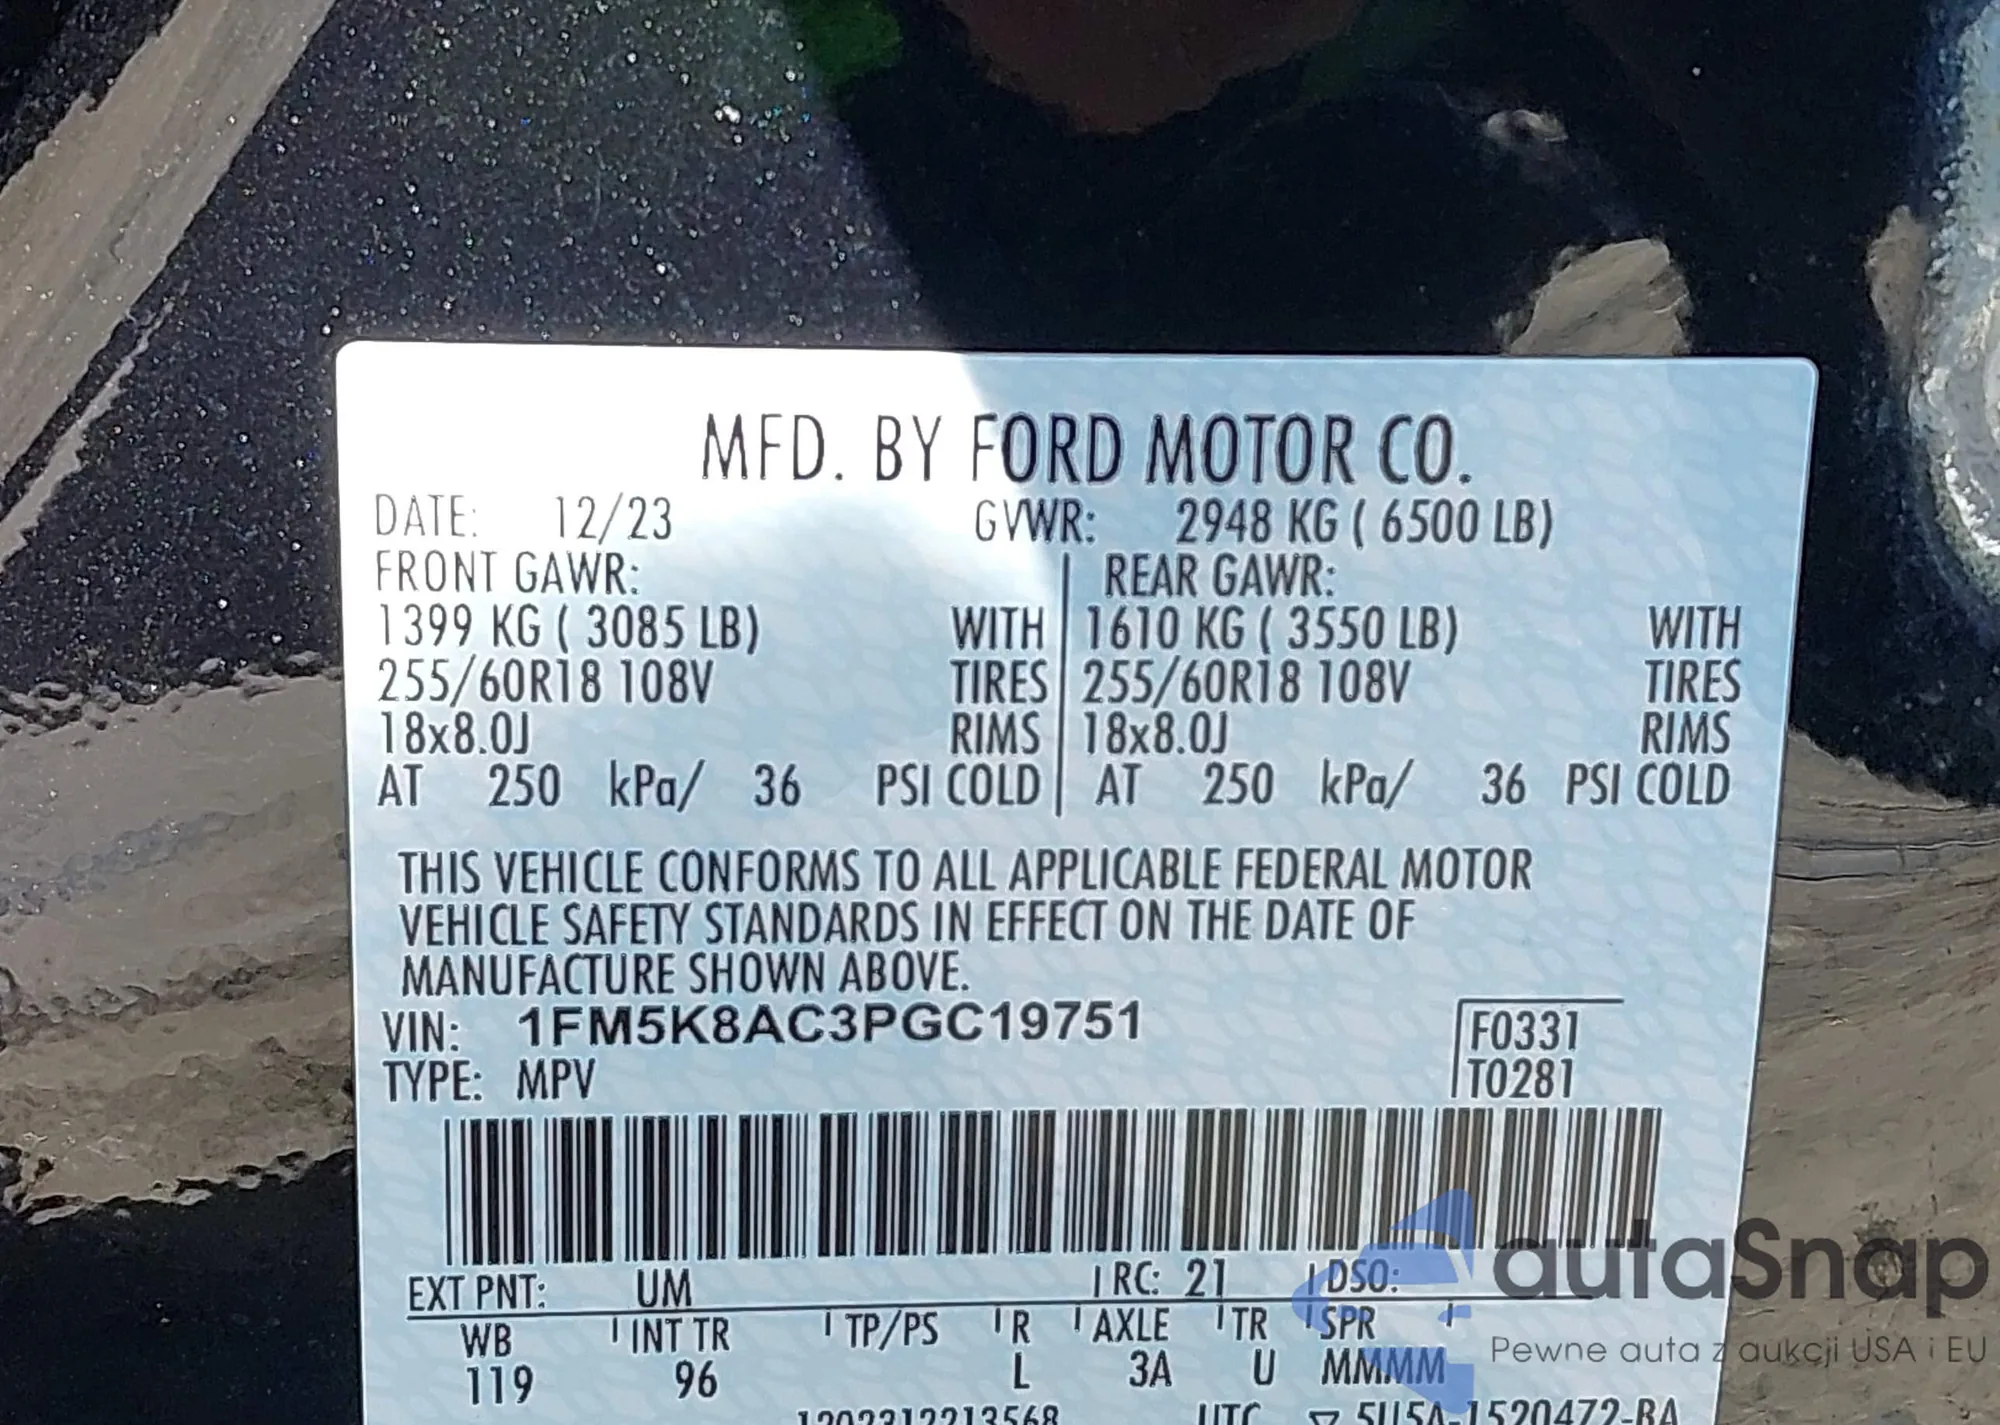 MFD. BY FORD MOTOR CO.
DATE: 12/23 GVWR: 2948 KG ( 6500 LB)
FRONT GAWR: REAR GAWR:
1399 KG ( 3085 LB) WITH 1610 KG ( 3550 LB) WITH
255/60R18 108V TIRES 255/60R18 108V TIRES
18x8.0J RIMS 18x8.0J RIMS
AT 250 kPa/ 36 PSI COLD AT 250 kPa/ 36 PSI COLD
THIS VEHICLE CONFORMS TO ALL APPLICABLE FEDERAL MOTOR
VEHICLE SAFETY STANDARDS IN EFFECT ON THE DATE OF
MANUFACTURE SHOWN ABOVE.
VIN: 1FM5K8AC3PGC19751 F0331
TYPE: MPV T0281
EXT PNT: UM RC: 21 DSO:
WB INT TR TP/PS R AXLE TR SPR
119 96 L 3A U MMMM
1202312213568 UTC 5U5A-1520472-BA
autaSnap
Pewne auta z aukcji USA i EU